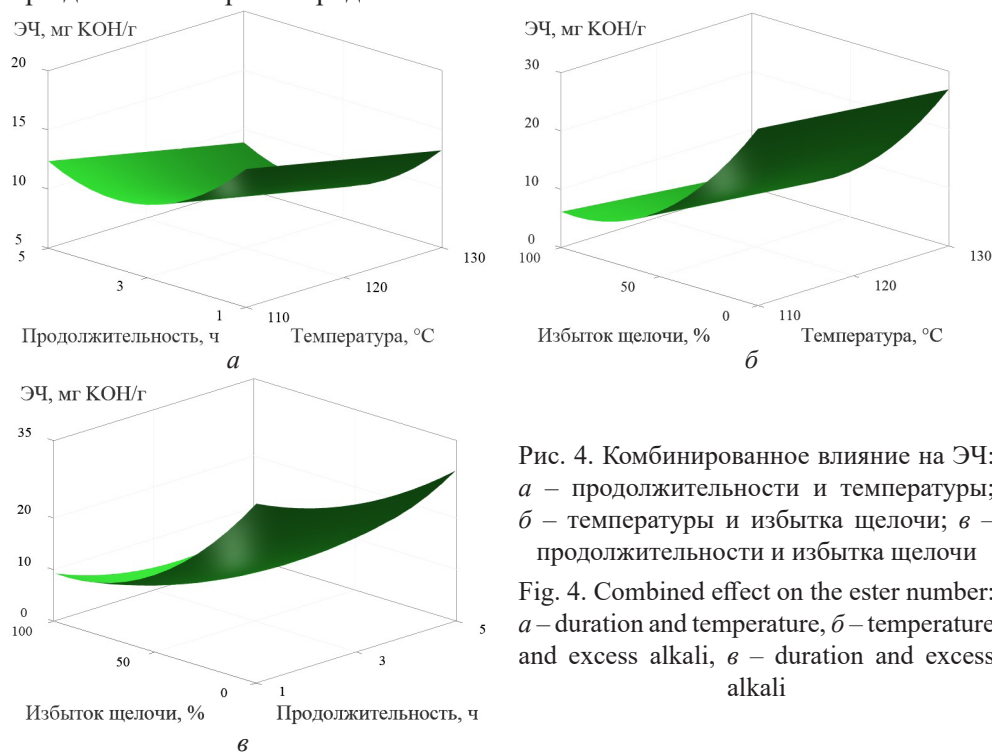 ЭЧ, мг KOH/г
20
15
10
5
5
3
1
110
120
130
Продолжительность, ч
Температура, °C
а
ЭЧ, мг KOH/г
30
20
10
0
100
50
0
110
120
130
Избыток щелочи, %
Температура, °C
б
ЭЧ, мг KOH/г
35
20
10
0
100
50
0
1
3
5
Избыток щелочи, %
Продолжительность, ч
в
Рис. 4. Комбинированное влияние на ЭЧ:
а – продолжительности и температуры;
б – температуры и избытка щелочи; в –
продолжительности и избытка щелочи
Fig. 4. Combined effect on the ester number:
а – duration and temperature, б – temperature
and excess alkali, в – duration and excess
alkali